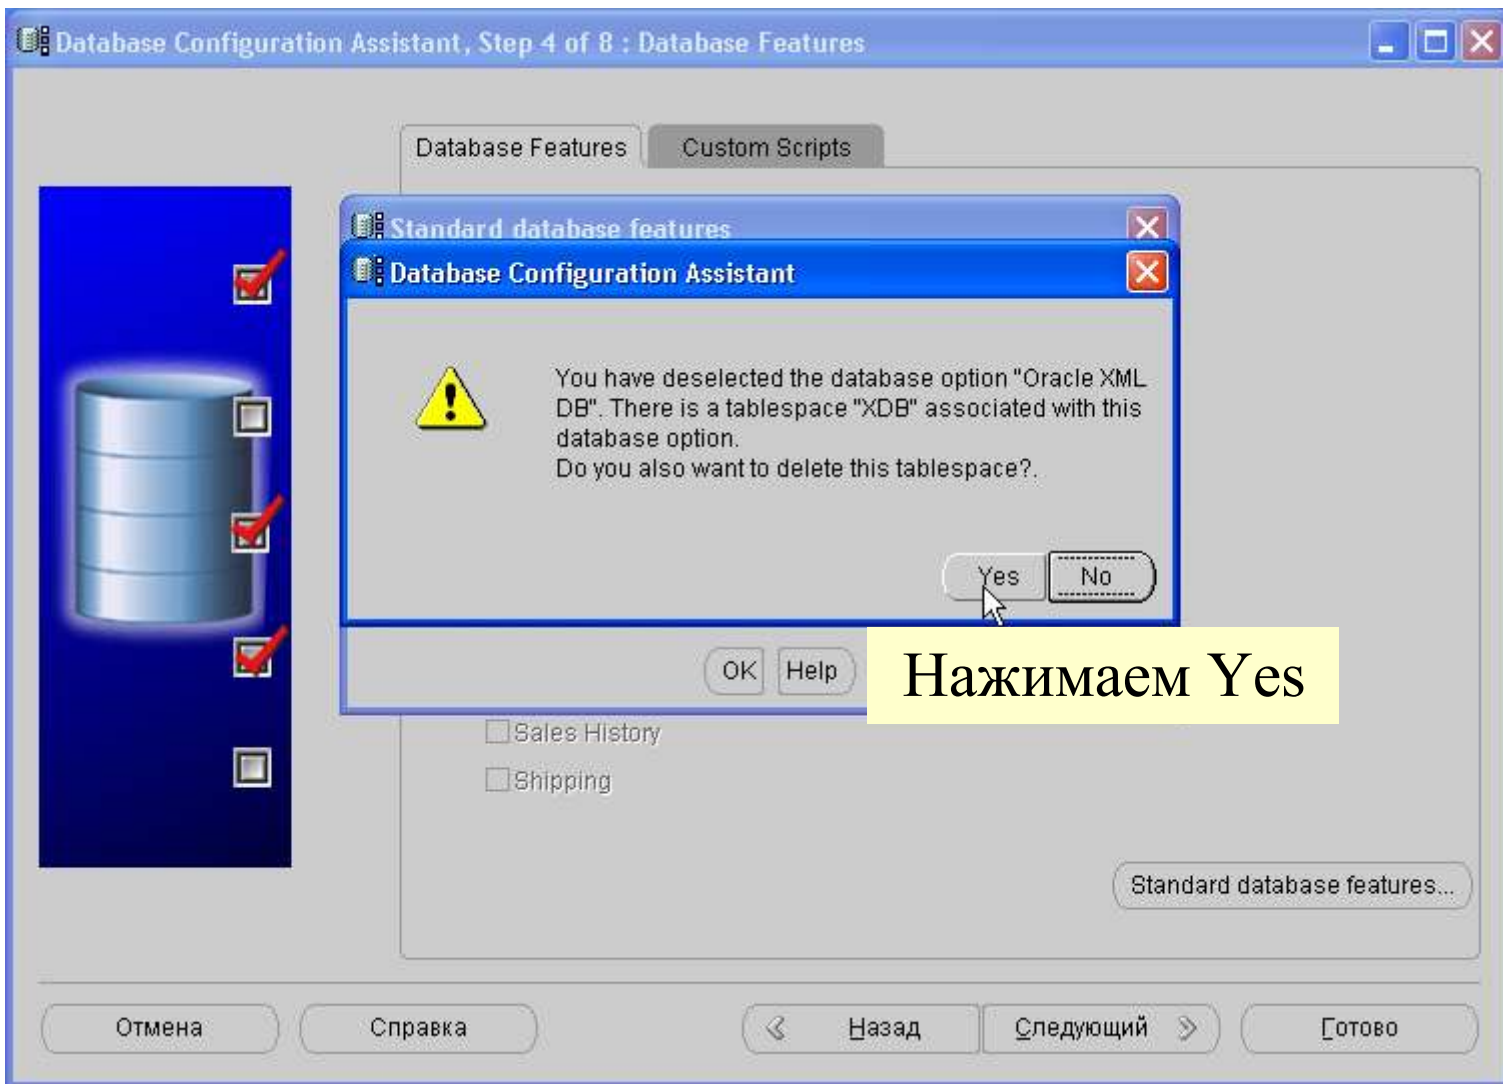 Database Configuration Assistant, Step 4 of 8 : Database Features
Database Features
Custom Scripts
Standard database features
Database Configuration Assistant
You have deselected the database option "Oracle XML
DB". There is a tablespace "XDB" associated with this
database option.
Do you also want to delete this tablespace?.
Yes
No
OK
Help
Нажимаем Yes
Sales History
Shipping
Standard database features...
Отмена
Справка
Назад
Следующий
Готово